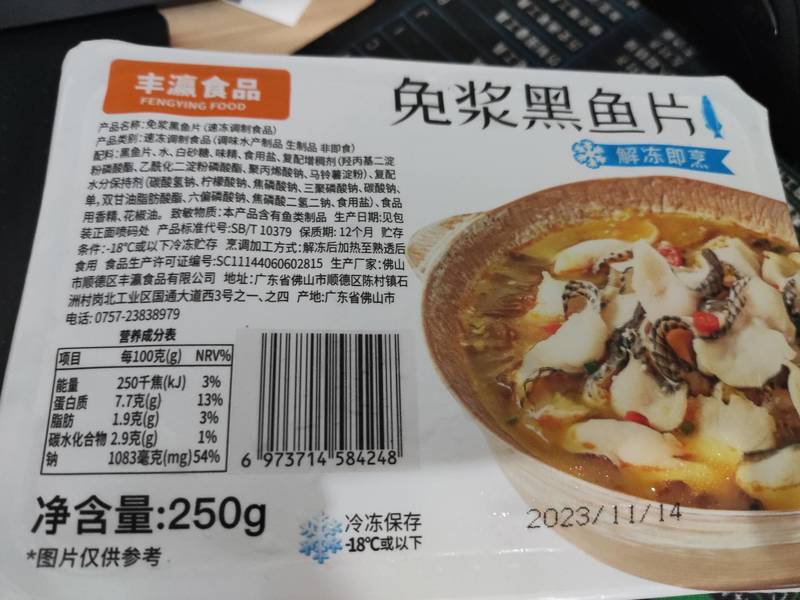 丰瀛食品
FENGYING FOOD
免浆黑鱼片
解冻即烹
产品名称:免浆黑鱼片(速冻调制食品)
产品类别:速冻调制食品(调味水产制品 生制品 非即食)
配料:黑鱼片、水、白砂糖、味精、食用盐、复配增稠剂(羟丙基二淀
粉磷酸酯、乙酰化二淀粉磷酸酯、聚丙烯酸钠、马铃薯淀粉)、复配
水分保持剂(碳酸氢钠、柠檬酸钠、焦磷酸钠、三聚磷酸钠、碳酸钠、
单,双甘油脂肪酸酯、六偏磷酸钠、焦磷酸二氢二钠、食用盐)、食品
用香精、花椒油。 致敏物质:本产品含有鱼类制品 生产日期:见包
装正面喷码处 产品标准代号:SB/T 10379 保质期:12个月 贮存
条件:-18℃或以下冷冻贮存 烹调加工方式:解冻后加热至熟透后
食用 食品生产许可证编号:SC11144060602815 生产厂家:佛山
市顺德区丰瀛食品有限公司 地址:广东省佛山市顺德区陈村镇石
洲村岗北工业区国通大道西3号之一、之四 产地:广东省佛山市
电话:0757-23838979
营养成分表
项目 每100克(g) NRV%
能量 250千焦(kJ) 3%
蛋白质 7.7克(g) 13%
脂肪 1.9克(g) 3%
碳水化合物 2.9克(g) 1%
钠 1083毫克(mg) 54%
6 973714 584248
净含量:250g
*图片仅供参考
冷冻保存
-18℃或以下
2023/11/14